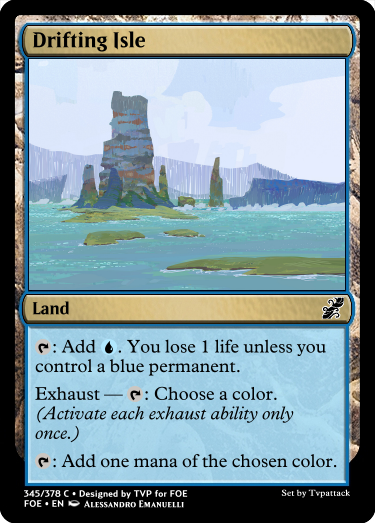 Drifting Isle
Land
: Add . You lose 1 life unless you
control a blue permanent.
Exhaust — : Choose a color.
(Activate each exhaust ability only
once.)
: Add one mana of the chosen color.
345/378 C • Designed by TVP for FOE
FOE • EN Alessandro Emanuelli
Set by Tvpattack